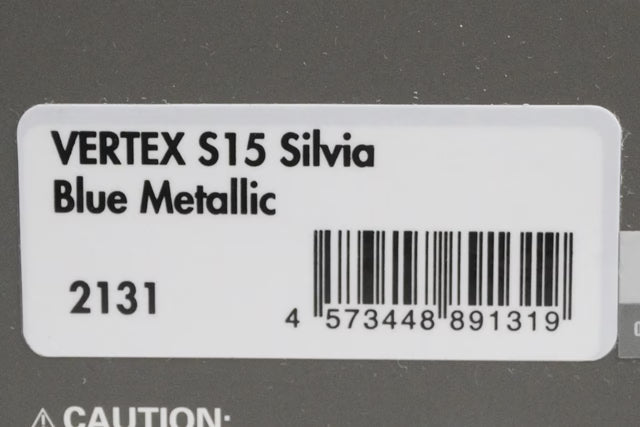 VERTEX S15 Silvia
Blue Metallic
2131
4 573448 891319
⚠ CAUTION: